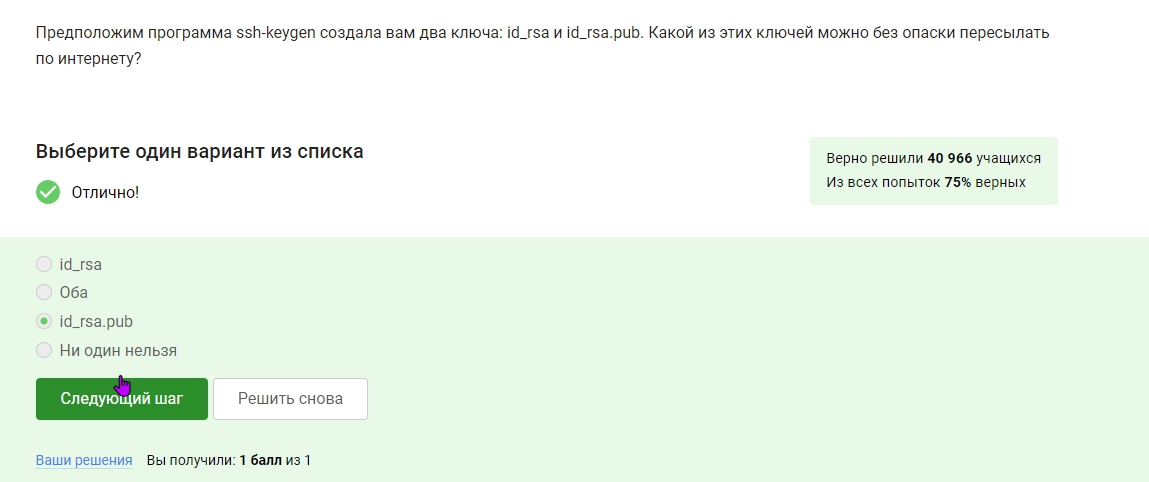 Предположим программа ssh-keygen создала вам два ключа: id_rsa и id_rsa.pub. Какой из этих ключей можно без опаски пересылать
по интернету?
Выберите один вариант из списка
Отлично!
Верно решили 40 966 учащихся
Из всех попыток 75% верных
id_rsa
Оба
id_rsa.pub
Ни один нельзя
Следующий шаг
Решить снова
Ваши решения Вы получили: 1 балл из 1